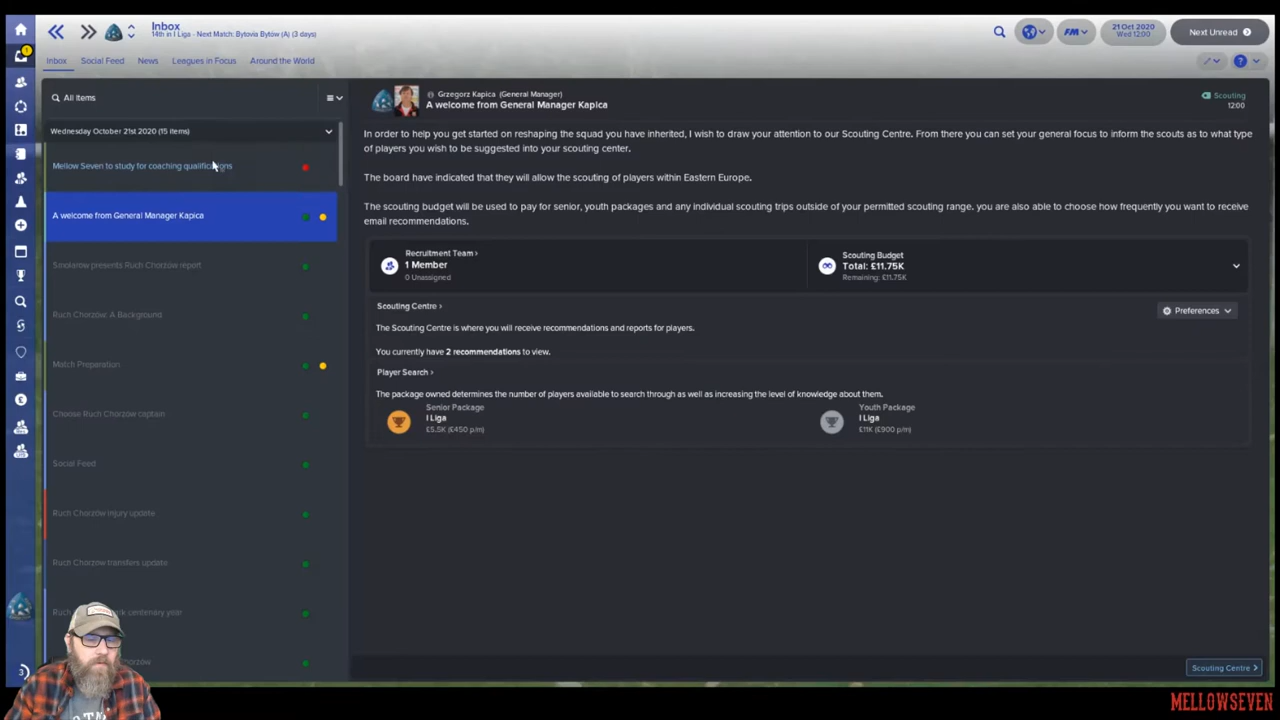 Inbox
14th in I Liga - Next Match: Bytovia Bytów (A) (3 days)
FM
21 Oct 2020
Wed 12:00
Next Unread
Inbox
Social Feed
News
Leagues in Focus
Around the World
All Items
Wednesday October 21st 2020 (15 items)
Mellow Seven to study for coaching qualifications
A welcome from General Manager Kapica
Smolarow presents Ruch Chorzów report
Ruch Chorzów: A Background
Match Preparation
Choose Ruch Chorzów captain
Social Feed
Ruch Chorzów injury update
Ruch Chorzów transfers update
centenary year
Grzegorz Kapica (General Manager)
A welcome from General Manager Kapica
Scouting
12:00
In order to help you get started on reshaping the squad you have inherited, I wish to draw your attention to our Scouting Centre. From there you can set your general focus to inform the scouts as to what type
of players you wish to be suggested into your scouting center.
The board have indicated that they will allow the scouting of players within Eastern Europe.
The scouting budget will be used to pay for senior, youth packages and any individual scouting trips outside of your permitted scouting range. you are also able to choose how frequently you want to receive
email recommendations.
Recruitment Team >
1 Member
0 Unassigned
Scouting Budget
Total: £11.75K
Remaining: £11.75K
Scouting Centre >
Preferences
The Scouting Centre is where you will receive recommendations and reports for players.
You currently have 2 recommendations to view.
Player Search >
The package owned determines the number of players available to search through as well as increasing the level of knowledge about them.
Senior Package
I Liga
£5.5K (£450 p/m)
Youth Package
I Liga
£11K (£900 p/m)
Scouting Centre >
MELLOWSEVEN